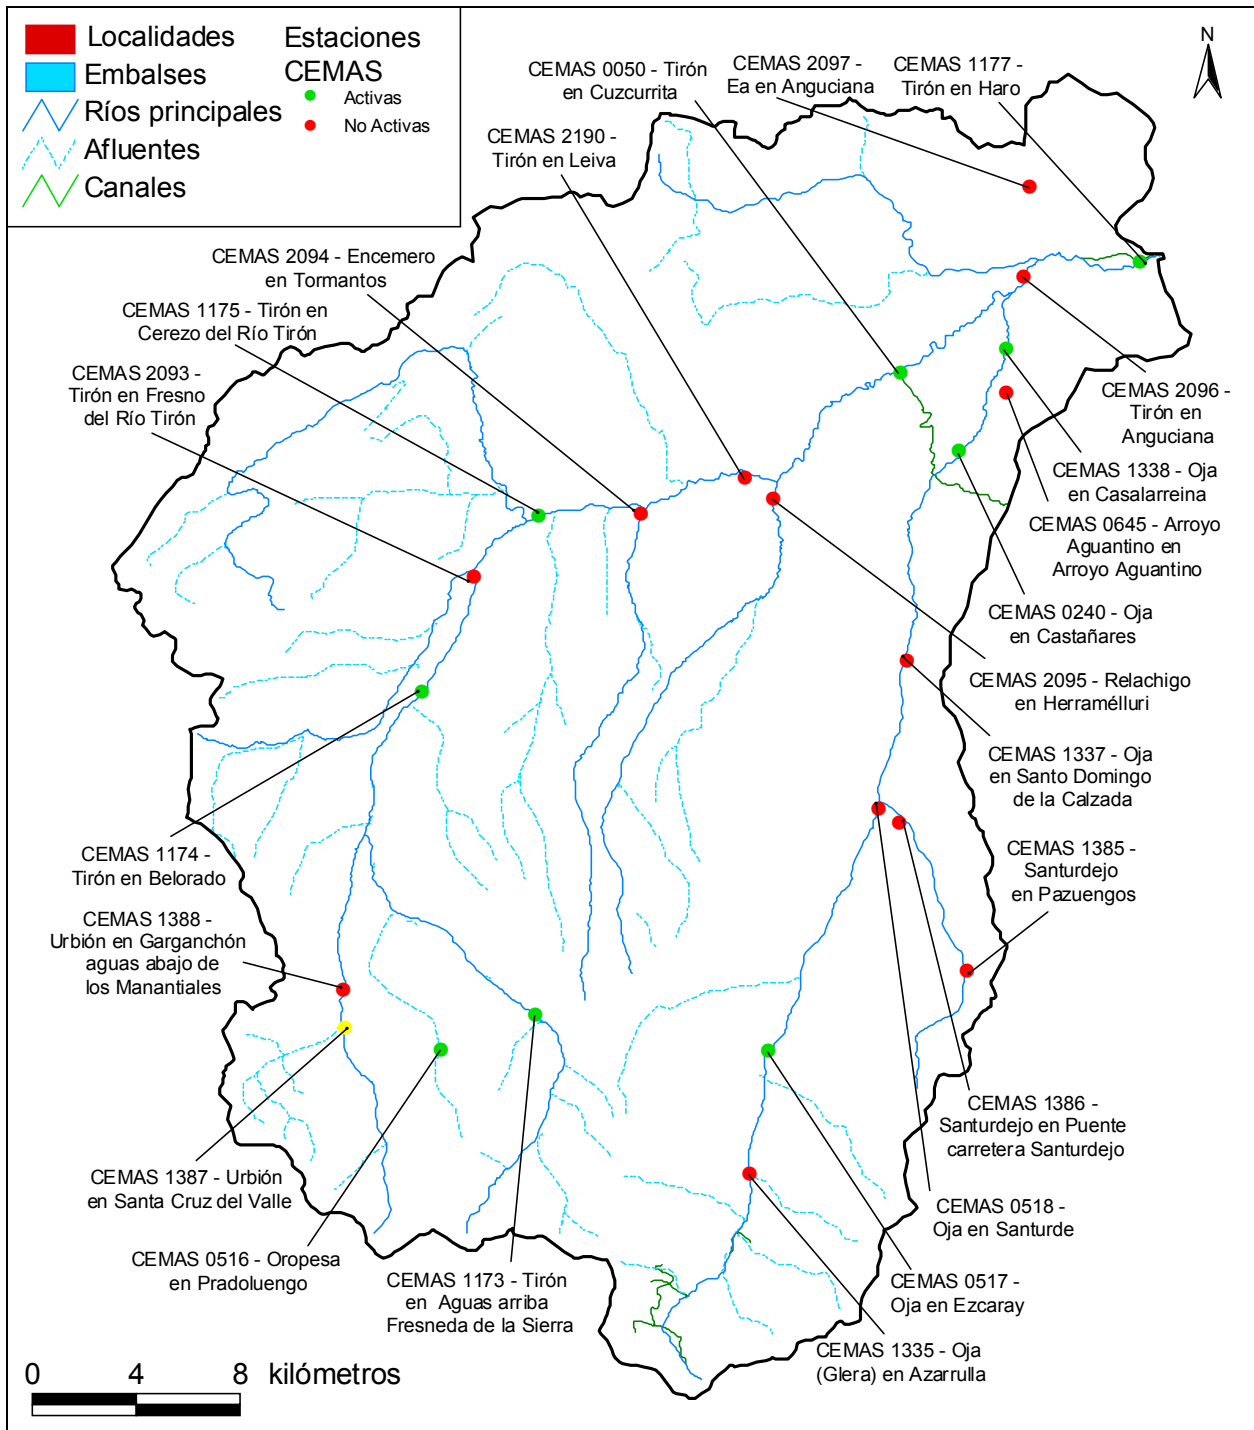 Localidades
Embalses
Ríos principales
Afluentes
Canales
Estaciones
CEMAS
Activas
No Activas
N
CEMAS 0050 - Tirón
en Cuzcurrita
CEMAS 2097 -
Ea en Anguciana
CEMAS 1177 -
Tirón en Haro
CEMAS 2190 -
Tirón en Leiva
CEMAS 2094 - Encemero
en Tormantos
CEMAS 1175 - Tirón en
Cerezo del Río Tirón
CEMAS 2093 -
Tirón en Fresno
del Río Tirón
CEMAS 2096 -
Tirón en
Anguciana
CEMAS 1338 - Oja
en Casalarreina
CEMAS 0645 - Arroyo
Aguantino en
Arroyo Aguantino
CEMAS 0240 - Oja
en Castañares
CEMAS 2095 - Relachigo
en Herramélluri
CEMAS 1337 - Oja
en Santo Domingo
de la Calzada
CEMAS 1174 -
Tirón en Belorado
CEMAS 1385 -
Santurdejo
en Pazuengos
CEMAS 1388 -
Urbión en Garganchón
aguas abajo de
los Manantiales
CEMAS 1386 -
Santurdejo en Puente
carretera Santurdejo
CEMAS 1387 - Urbión
en Santa Cruz del Valle
CEMAS 0518 -
Oja en Santurde
CEMAS 0516 - Oropesa
en Pradoluengo
CEMAS 1173 - Tirón
en Aguas arriba
Fresneda de la Sierra
CEMAS 0517 -
Oja en Ezcaray
CEMAS 1335 - Oja
(Glera) en Azarrulla
0 4 8 kilómetros